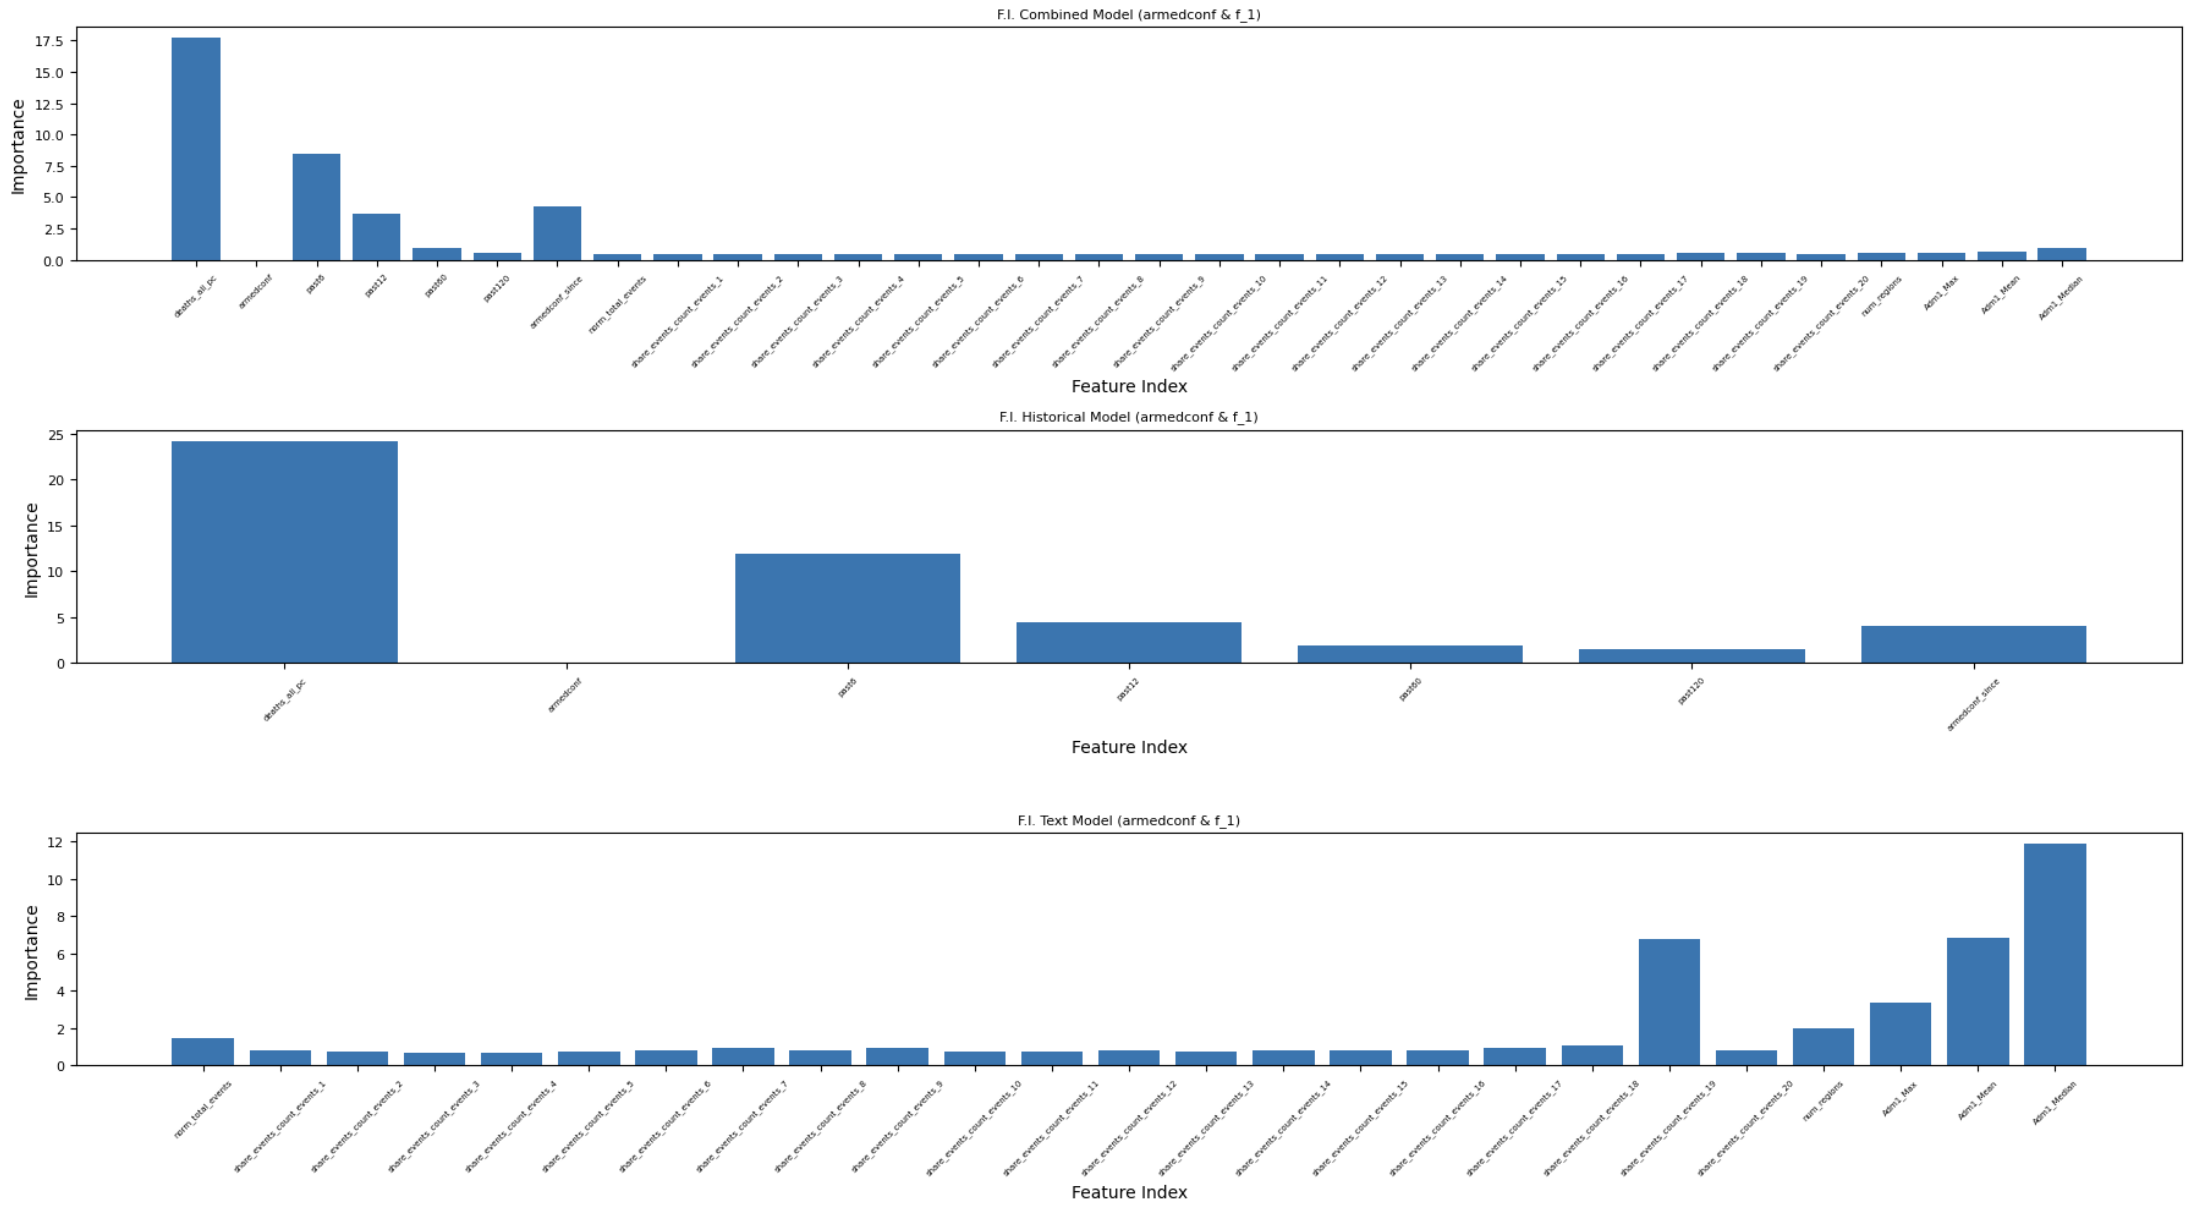 F.I. Combined Model (armedconf & f_1)
Importance
17.5
15.0
12.5
10.0
7.5
5.0
2.5
0.0
deaths_all_pc
armedconf
past6
past12
past60
past120
armedconf_since
norm_total_events
share_events_count_events_1
share_events_count_events_2
share_events_count_events_3
share_events_count_events_4
share_events_count_events_5
share_events_count_events_6
share_events_count_events_7
share_events_count_events_8
share_events_count_events_9
share_events_count_events_10
share_events_count_events_11
share_events_count_events_12
share_events_count_events_13
share_events_count_events_14
share_events_count_events_15
share_events_count_events_16
share_events_count_events_17
share_events_count_events_18
share_events_count_events_19
share_events_count_events_20
num_regions
Adm1_Max
Adm1_Mean
Adm1_Median
Feature Index
F.I. Historical Model (armedconf & f_1)
Importance
25
20
15
10
5
0
deaths_all_pc
armedconf
past6
past12
past60
past120
armedconf_since
Feature Index
F.I. Text Model (armedconf & f_1)
Importance
12
10
8
6
4
2
0
norm_total_events
share_events_count_events_1
share_events_count_events_2
share_events_count_events_3
share_events_count_events_4
share_events_count_events_5
share_events_count_events_6
share_events_count_events_7
share_events_count_events_8
share_events_count_events_9
share_events_count_events_10
share_events_count_events_11
share_events_count_events_12
share_events_count_events_13
share_events_count_events_14
share_events_count_events_15
share_events_count_events_16
share_events_count_events_17
share_events_count_events_18
share_events_count_events_19
share_events_count_events_20
num_regions
Adm1_Max
Adm1_Mean
Adm1_Median
Feature Index